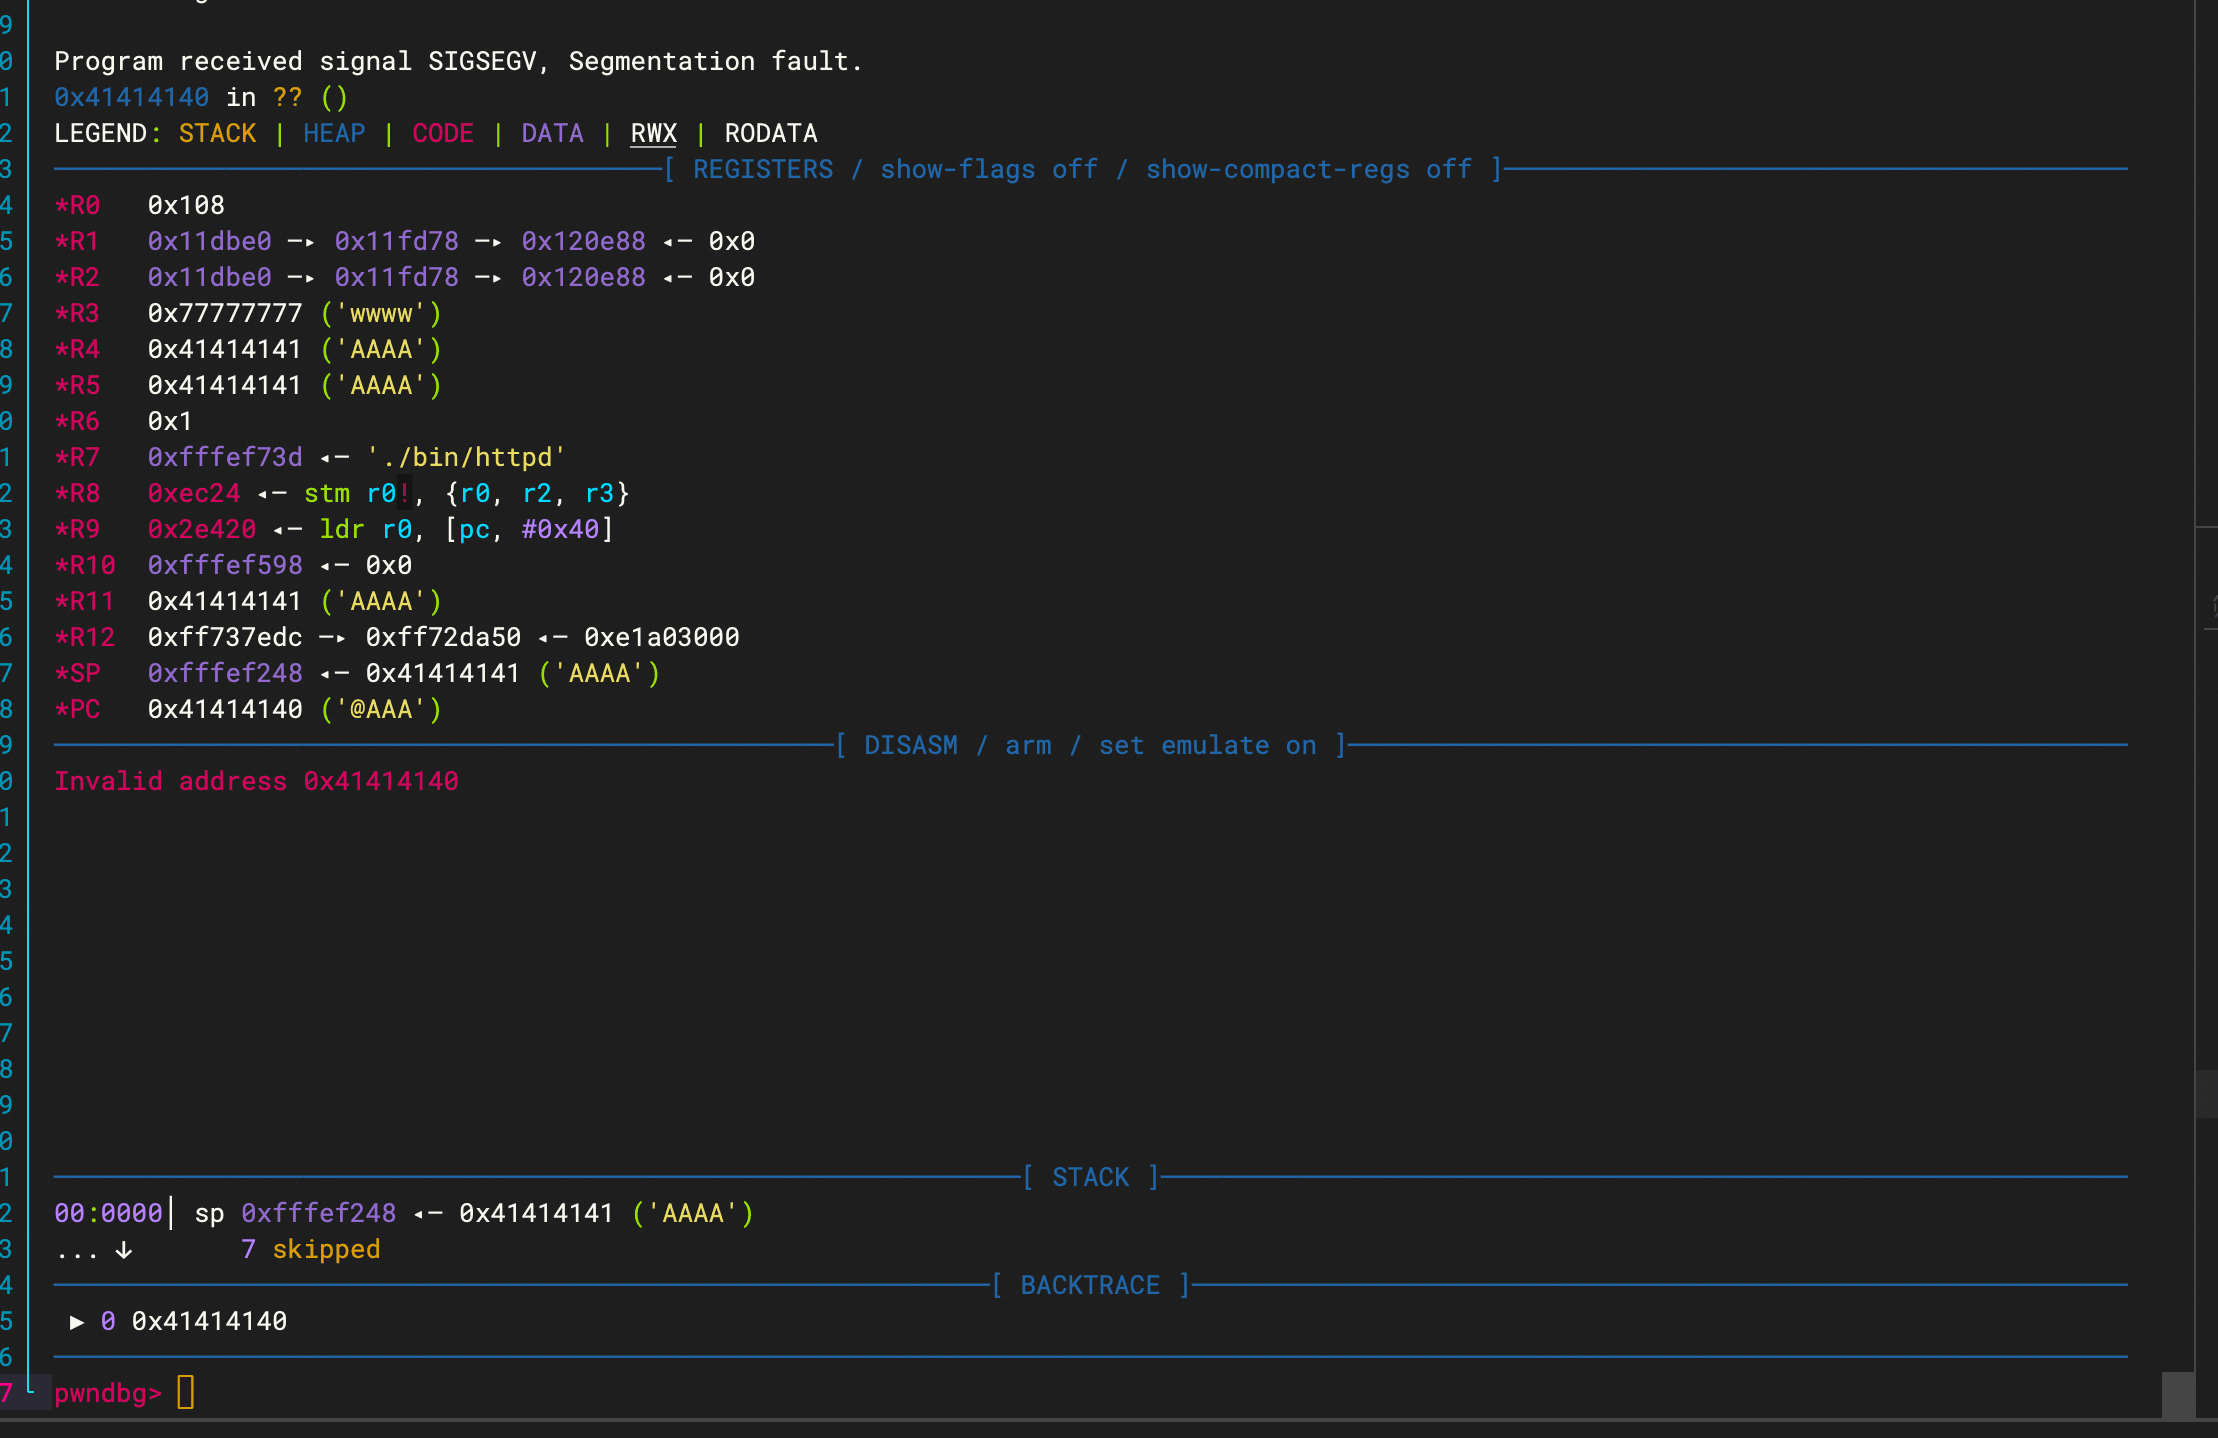 9
0 Program received signal SIGSEGV, Segmentation fault.
1 0x41414140 in ?? ()
2 LEGEND: STACK | HEAP | CODE | DATA | RWX | RODATA
3 [ REGISTERS / show-flags off / show-compact-regs off ]
4 *R0 0x108
5 *R1 0x11dbe0 —▸ 0x11fd78 —▸ 0x120e88 ◂— 0x0
6 *R2 0x11dbe0 —▸ 0x11fd78 —▸ 0x120e88 ◂— 0x0
7 *R3 0x77777777 ('wwww')
8 *R4 0x41414141 ('AAAA')
9 *R5 0x41414141 ('AAAA')
0 *R6 0x1
1 *R7 0xfffef73d ◂— './bin/httpd'
2 *R8 0xec24 ◂— stm r0!, {r0, r2, r3}
3 *R9 0x2e420 ◂— ldr r0, [pc, #0x40]
4 *R10 0xfffef598 ◂— 0x0
5 *R11 0x41414141 ('AAAA')
6 *R12 0xff737edc —▸ 0xff72da50 ◂— 0xe1a03000
7 *SP 0xfffef248 ◂— 0x41414141 ('AAAA')
8 *PC 0x41414140 ('@AAA')
9 [ DISASM / arm / set emulate on ]
0 Invalid address 0x41414140
1
2
3
4
5
6
7
8
9
0
1 [ STACK ]
2 00:0000│ sp 0xfffef248 ◂— 0x41414141 ('AAAA')
3 ... ↓ 7 skipped
4 [ BACKTRACE ]
5 ► 0 0x41414140
6
7 pwndbg>